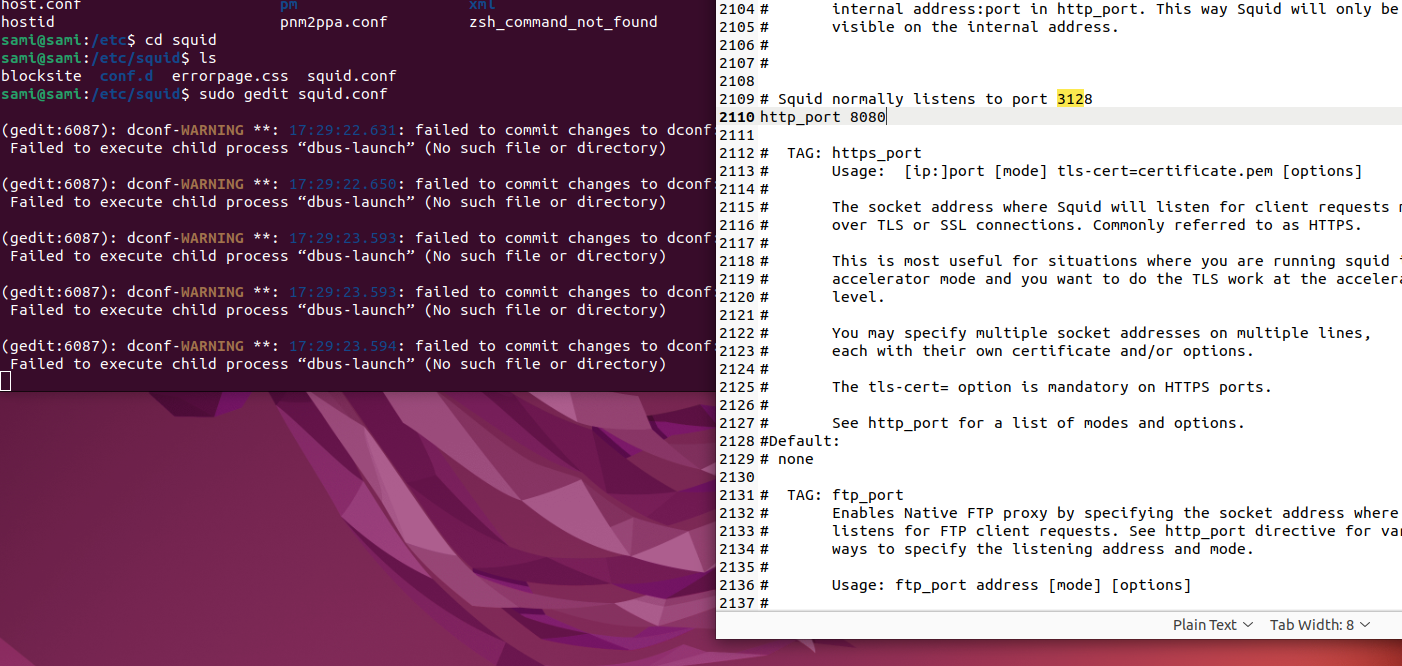 host.conf pm xml
hostid pnm2ppa.conf zsh_command_not_found
sami@sami:/etc$ cd squid
sami@sami:/etc/squid$ ls
blocksite conf.d errorpage.css squid.conf
sami@sami:/etc/squid$ sudo gedit squid.conf
(gedit:6087): dconf-WARNING **: 17:29:22.631: failed to commit changes to dconf:
Failed to execute child process “dbus-launch” (No such file or directory)
(gedit:6087): dconf-WARNING **: 17:29:22.650: failed to commit changes to dconf:
Failed to execute child process “dbus-launch” (No such file or directory)
(gedit:6087): dconf-WARNING **: 17:29:23.593: failed to commit changes to dconf:
Failed to execute child process “dbus-launch” (No such file or directory)
(gedit:6087): dconf-WARNING **: 17:29:23.593: failed to commit changes to dconf:
Failed to execute child process “dbus-launch” (No such file or directory)
(gedit:6087): dconf-WARNING **: 17:29:23.594: failed to commit changes to dconf:
Failed to execute child process “dbus-launch” (No such file or directory)
2104 # internal address:port in http_port. This way Squid will only be
2105 # visible on the internal address.
2106 #
2107 #
2108
2109 # Squid normally listens to port 3128
2110 http_port 8080
2111
2112 # TAG: https_port
2113 # Usage: [ip:]port [mode] tls-cert=certificate.pem [options]
2114 #
2115 # The socket address where Squid will listen for client requests
2116 # over TLS or SSL connections. Commonly referred to as HTTPS.
2117 #
2118 # This is most useful for situations where you are running squid
2119 # accelerator mode and you want to do the TLS work at the
2120 # level.
2121 #
2122 # You may specify multiple socket addresses on multiple lines,
2123 # each with their own certificate and/or options.
2124 #
2125 # The tls-cert= option is mandatory on HTTPS ports.
2126 #
2127 # See http_port for a list of modes and options.
2128 #Default:
2129 # none
2130
2131 # TAG: ftp_port
2132 # Enables Native FTP proxy by specifying the socket address where
2133 # listens for FTP client requests. See http_port directive for
2134 # ways to specify the listening address and mode.
2135 #
2136 # Usage: ftp_port address [mode] [options]
2137 #
Plain Text Tab Width: 8